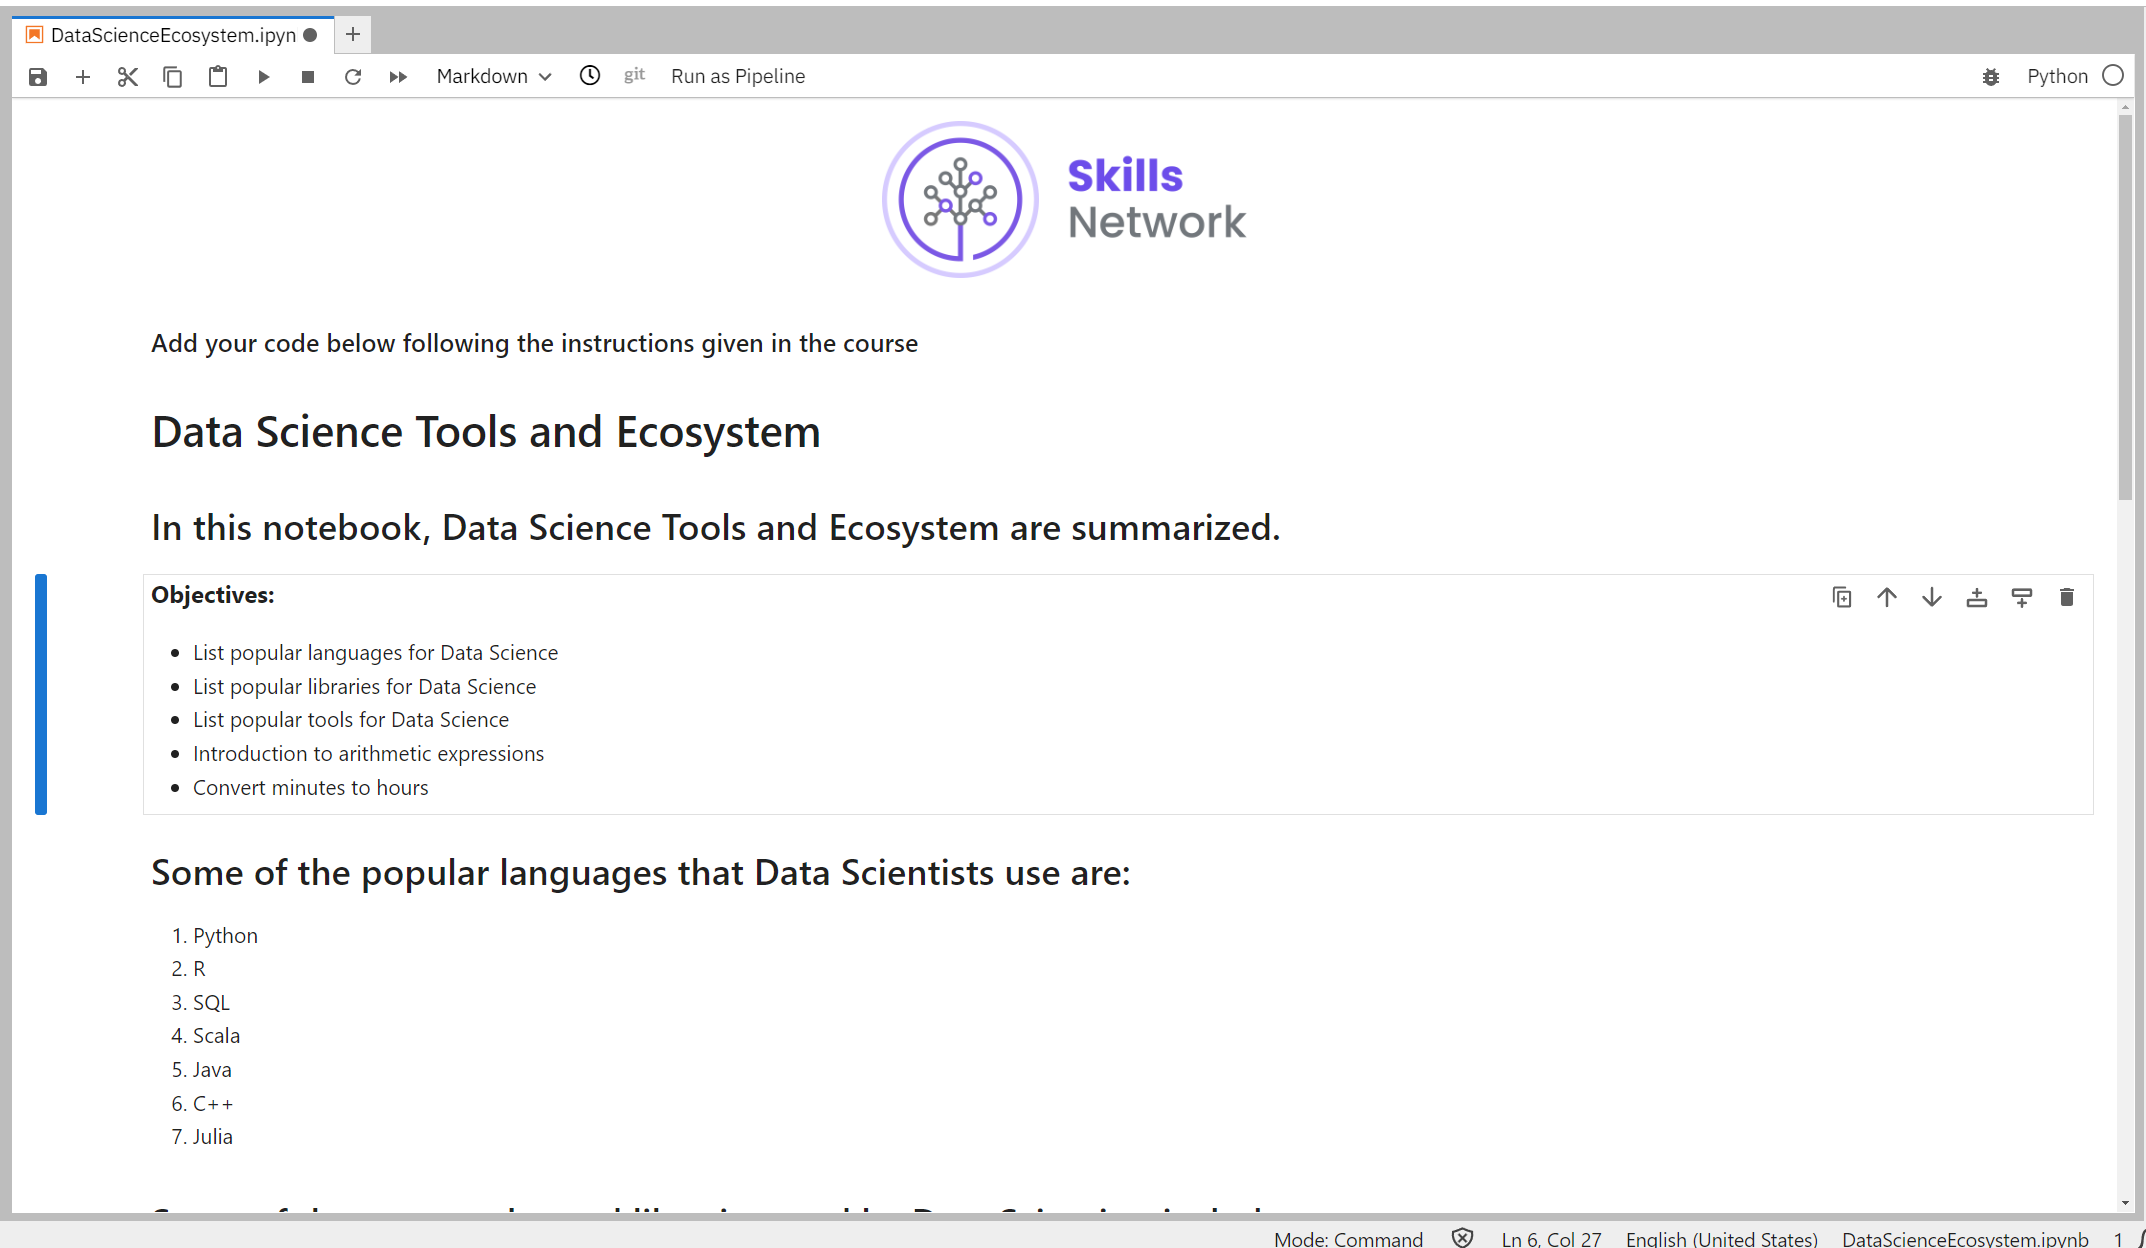 DataScienceEcosystem.ipyn
Markdown
git
Run as Pipeline
Python
Skills
Network
Add your code below following the instructions given in the course
Data Science Tools and Ecosystem
In this notebook, Data Science Tools and Ecosystem are summarized.
Objectives:
• List popular languages for Data Science
• List popular libraries for Data Science
• List popular tools for Data Science
• Introduction to arithmetic expressions
• Convert minutes to hours
Some of the popular languages that Data Scientists use are:
1. Python
2. R
3. SQL
4. Scala
5. Java
6. C++
7. Julia
Mode: Command Ln 6, Col 27 English (United States) DataScienceEcosystem.ipynb 1